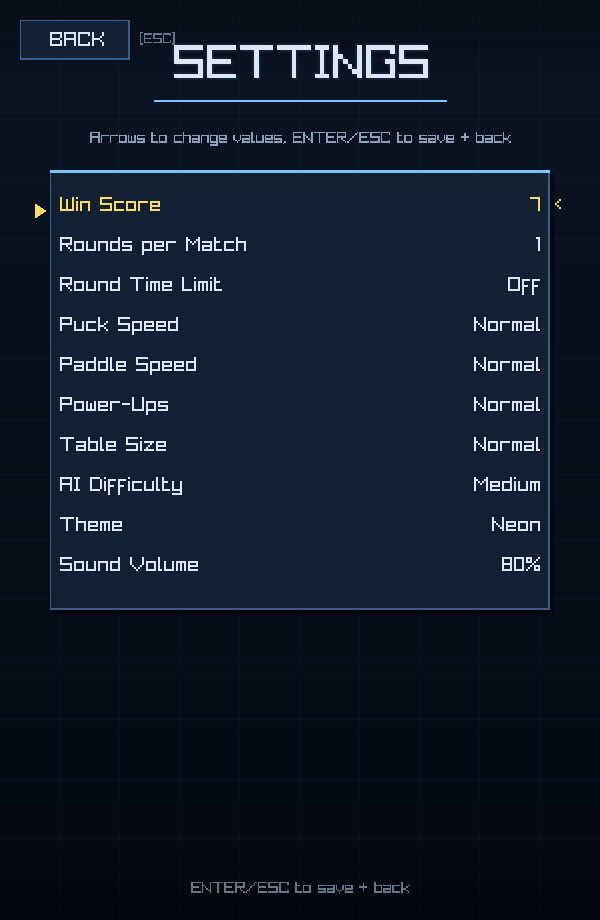 BACK [ESC]
SETTINGS
Arrows to change values, ENTER/ESC to save + back
Win Score 7 <
Rounds per Match 1
Round Time Limit Off
Puck Speed Normal
Paddle Speed Normal
Power-Ups Normal
Table Size Normal
AI Difficulty Medium
Theme Neon
Sound Volume 80%
ENTER/ESC to save + back